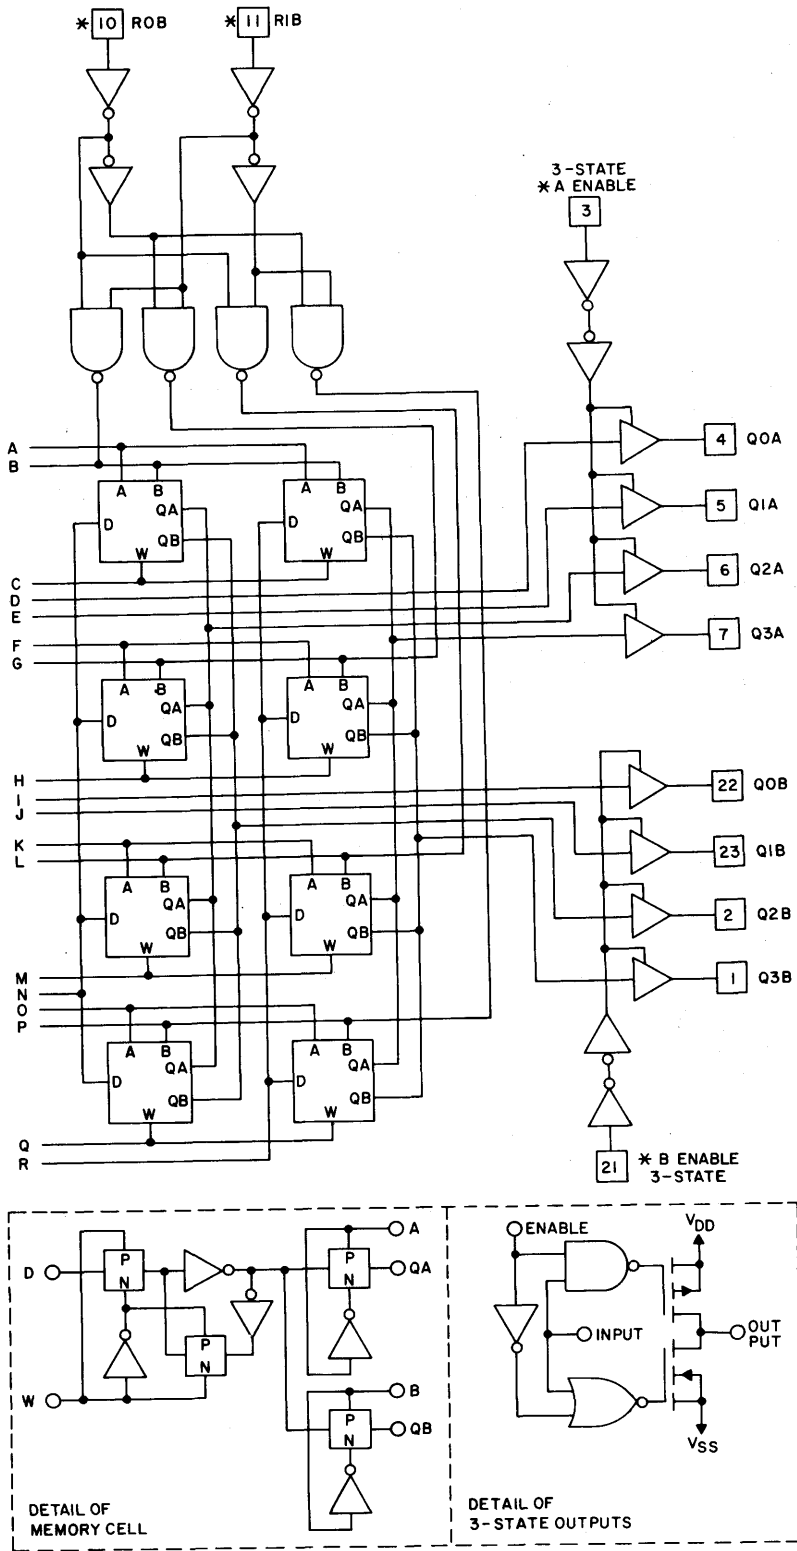 * 10 R0B * 11 R1B
3-STATE
* A ENABLE
3
4 Q0A
A
B
A B A B
5 Q1A
D QA D QA
QB QB
W W
6 Q2A
C
D
E
7 Q3A
F
G
A B A B
QA QA
D D
QB QB
W W
H
22 Q0B
I
J
K
23 Q1B
L
A B A B
QA QA
D D
2 Q2B
QB QB
W W
M
1 Q3B
N
O
P
A B A B
QA QA
D D
QB QB
W W
Q
R
21 * B ENABLE
3-STATE
D
P
N
P
N
W
A
P
N
QA
B
P
N
QB
DETAIL OF
MEMORY CELL
ENABLE
VDD
INPUT
OUT
PUT
VSS
DETAIL OF
3-STATE OUTPUTS